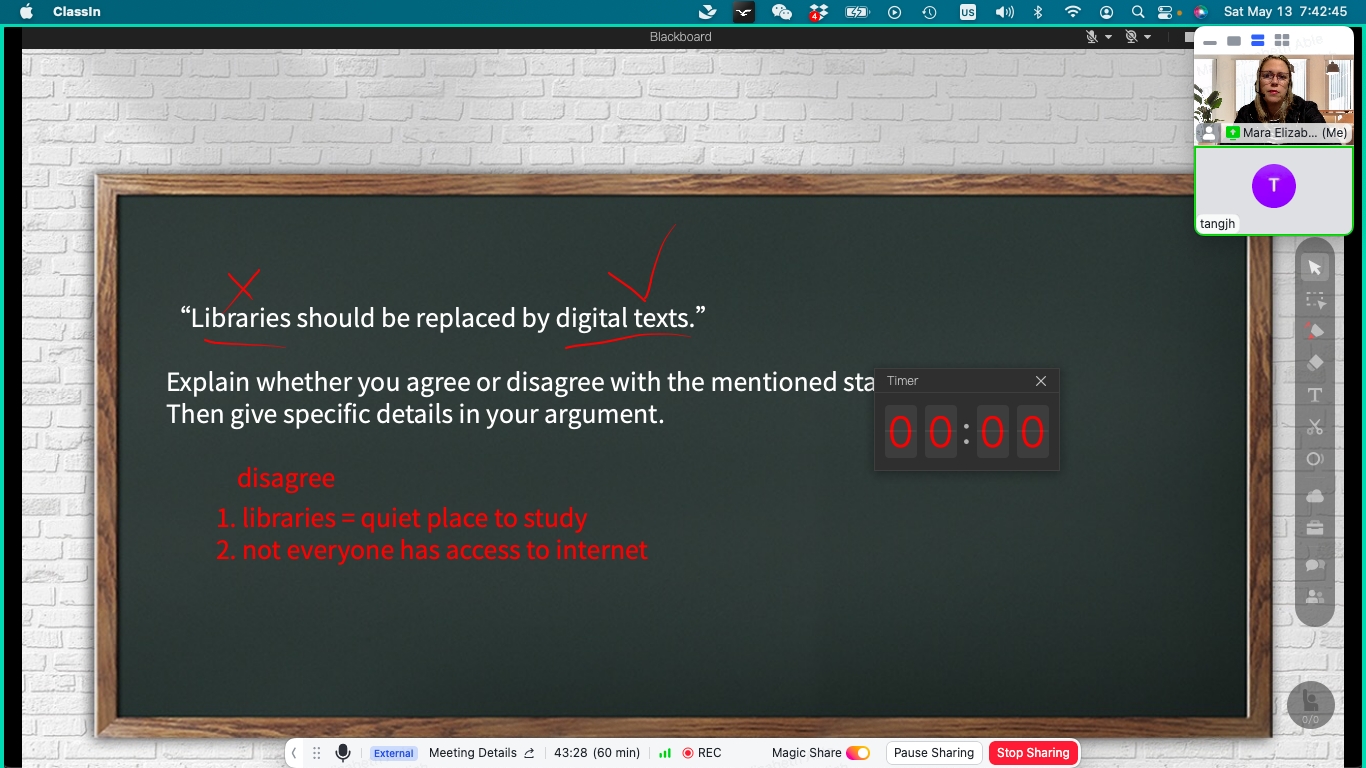 ClassIn
4
US
Sat May 13 7:42:45
Blackboard
Mara Elizab... (Me)
T
tangjh
“Libraries should be replaced by digital texts.”
Explain whether you agree or disagree with the mentioned sta
Then give specific details in your argument.
Timer
00:00
disagree
1. libraries = quiet place to study
2. not everyone has access to internet
0/0
External
Meeting Details
43:28 (60 min)
REC
Magic Share
Pause Sharing
Stop Sharing